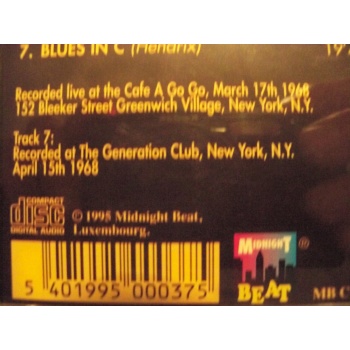 7. BLUES IN C (Hendrix)
Recorded live at the Cafe A Go Go, March 17th 1968
152 Bleeker Street Greenwich Village, New York, N.Y.
Track 7:
Recorded at The Generation Club, New York, N.Y.
April 15th 1968
COMPACT
disc
DIGITAL AUDIO
© 1995 Midnight Beat,
Luxembourg.
MIDNIGHT ®
BEAT
MB C
5 401995 000375